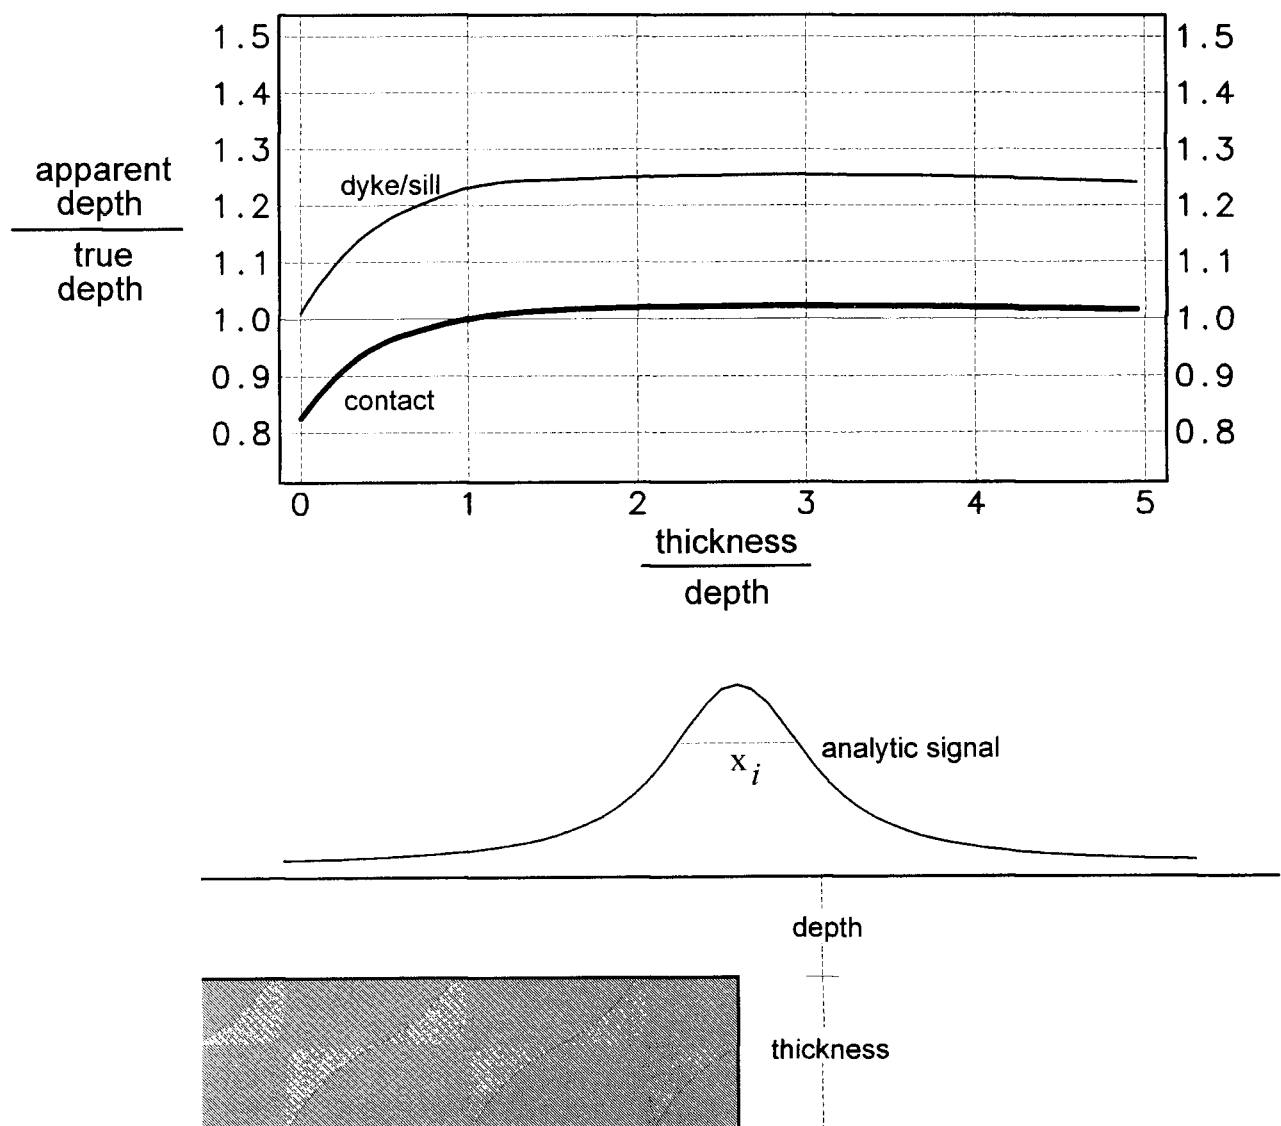 1.5 1.5
1.4 1.4
1.3 1.3
apparent
depth
dyke/sill
1.2 1.2
true
depth
1.1 1.1
1.0 1.0
0.9 0.9
contact
0.8 0.8
0 1 2 3 4 5
thickness
depth
analytic signal
x i
depth
thickness